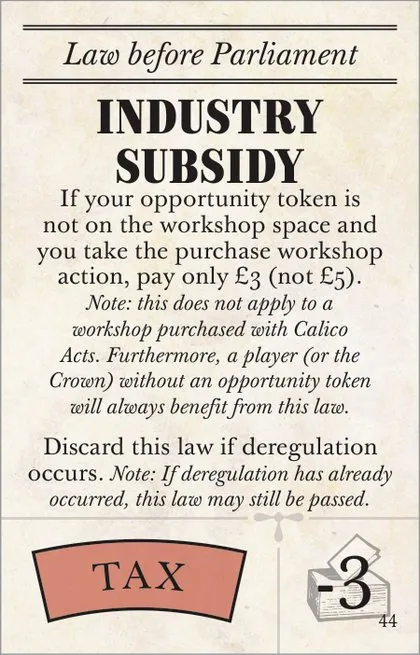 Law before Parliament
INDUSTRY
SUBSIDY
If your opportunity token is
not on the workshop space and
you take the purchase workshop
action, pay only £3 (not £5).
Note: this does not apply to a
workshop purchased with Calico
Acts. Furthermore, a player (or the
Crown) without an opportunity token
will always benefit from this law.
Discard this law if deregulation
occurs. Note: If deregulation has already
occurred, this law may still be passed.
TAX
-3
44